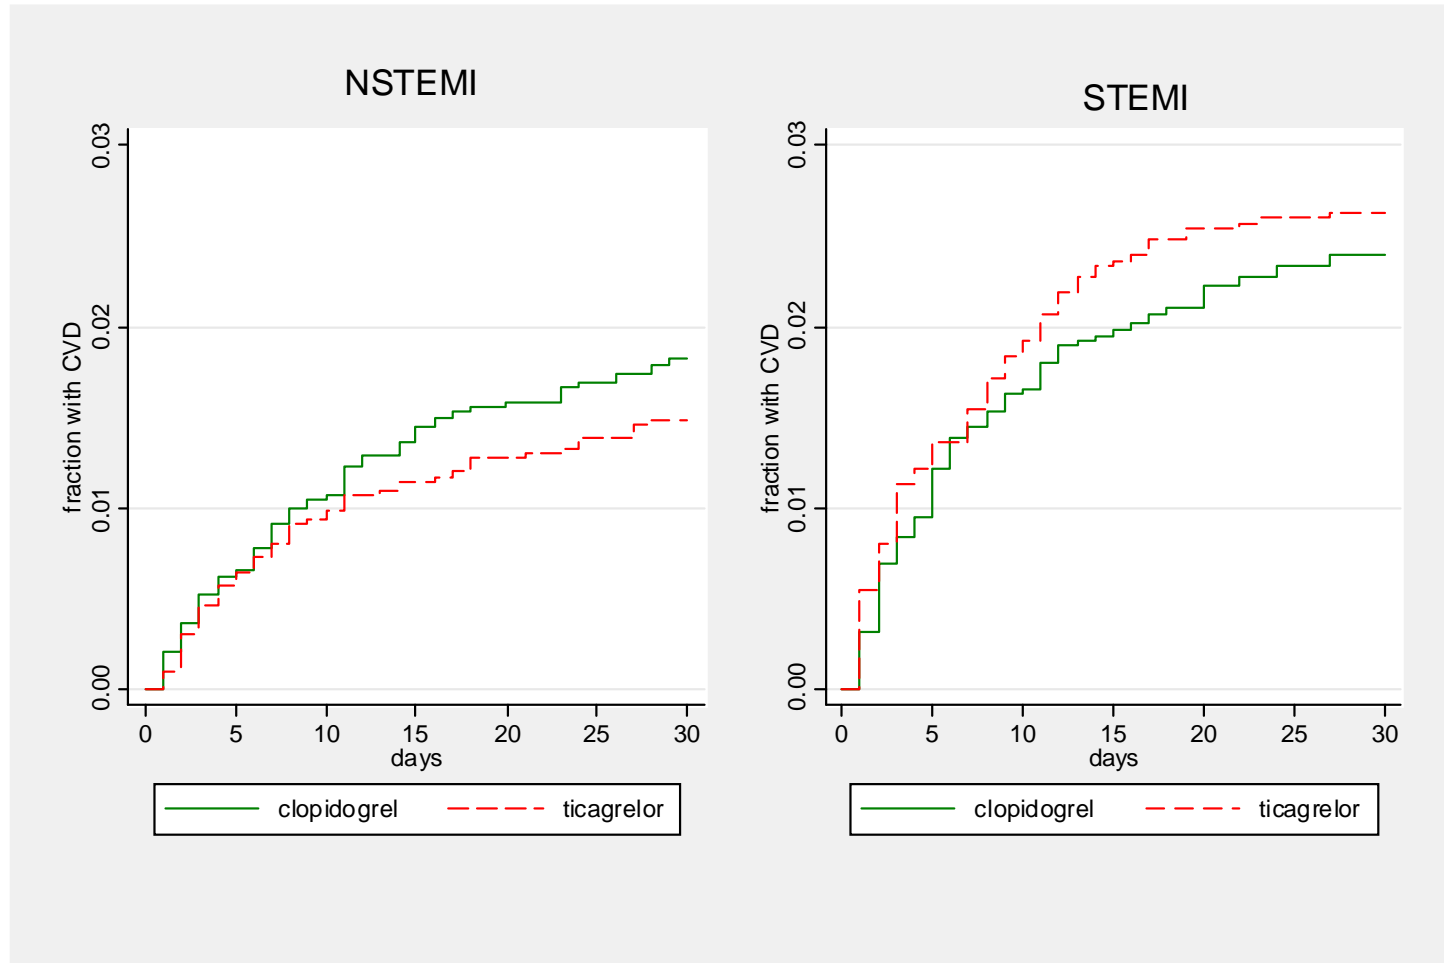 NSTEMI
fraction with CVD
0.03
0.02
0.01
0.00
0 5 10 15 20 25 30
days
clopidogrel ticagrelor
STEMI
fraction with CVD
0.03
0.02
0.01
0.00
0 5 10 15 20 25 30
days
clopidogrel ticagrelor